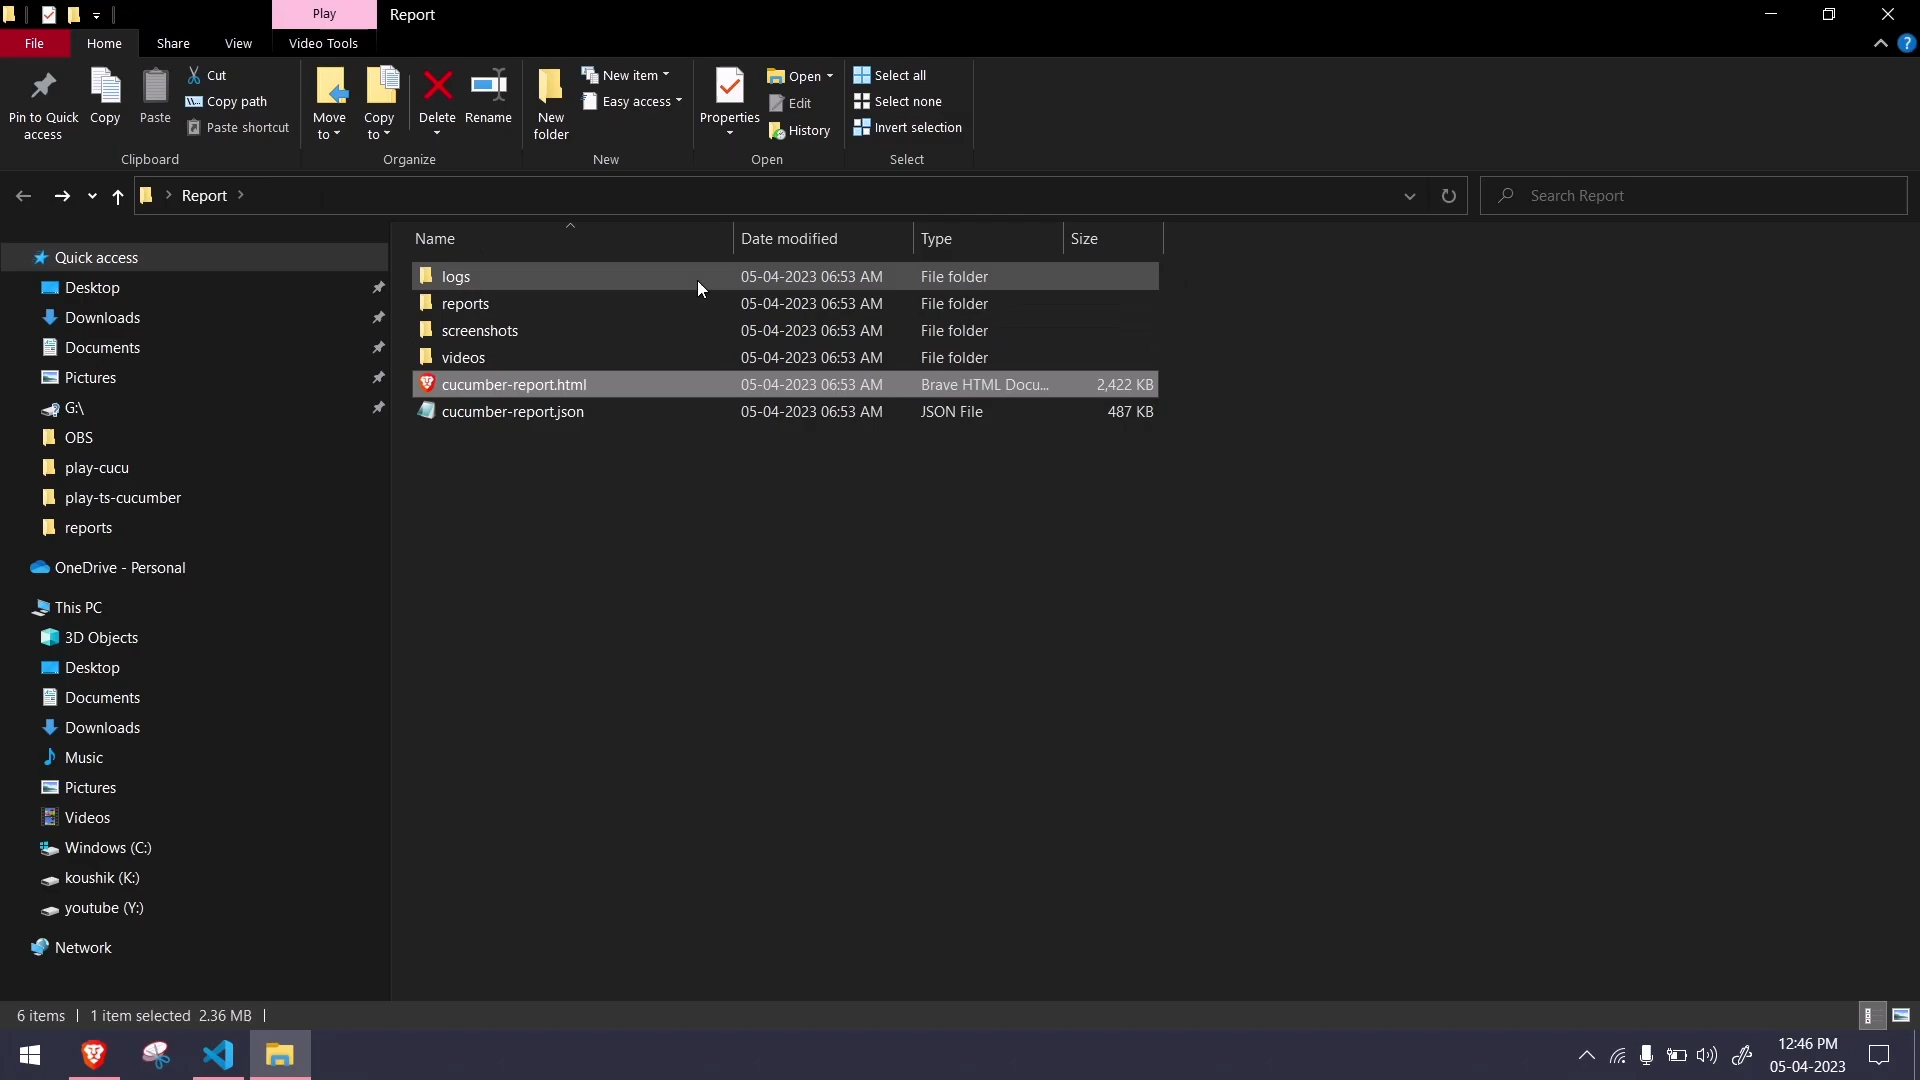 Play
Report
File
Home
Share
View
Video Tools
Pin to Quick access
Copy
Paste
Cut
Copy path
Paste shortcut
Clipboard
Move to
Copy to
Delete
Rename
Organize
New folder
New item
Easy access
New
Properties
Open
Edit
History
Open
Select all
Select none
Invert selection
Select
Report
Search Report
Name
Date modified
Type
Size
logs 05-04-2023 06:53 AM File folder
reports 05-04-2023 06:53 AM File folder
screenshots 05-04-2023 06:53 AM File folder
videos 05-04-2023 06:53 AM File folder
cucumber-report.html 05-04-2023 06:53 AM Brave HTML Docu... 2,422 KB
cucumber-report.json 05-04-2023 06:53 AM JSON File 487 KB
Quick access
Desktop
Downloads
Documents
Pictures
G:\
OBS
play-cucu
play-ts-cucumber
reports
OneDrive - Personal
This PC
3D Objects
Desktop
Documents
Downloads
Music
Pictures
Videos
Windows (C:)
koushik (K:)
youtube (Y:)
Network
6 items
1 item selected 2.36 MB
12:46 PM
05-04-2023